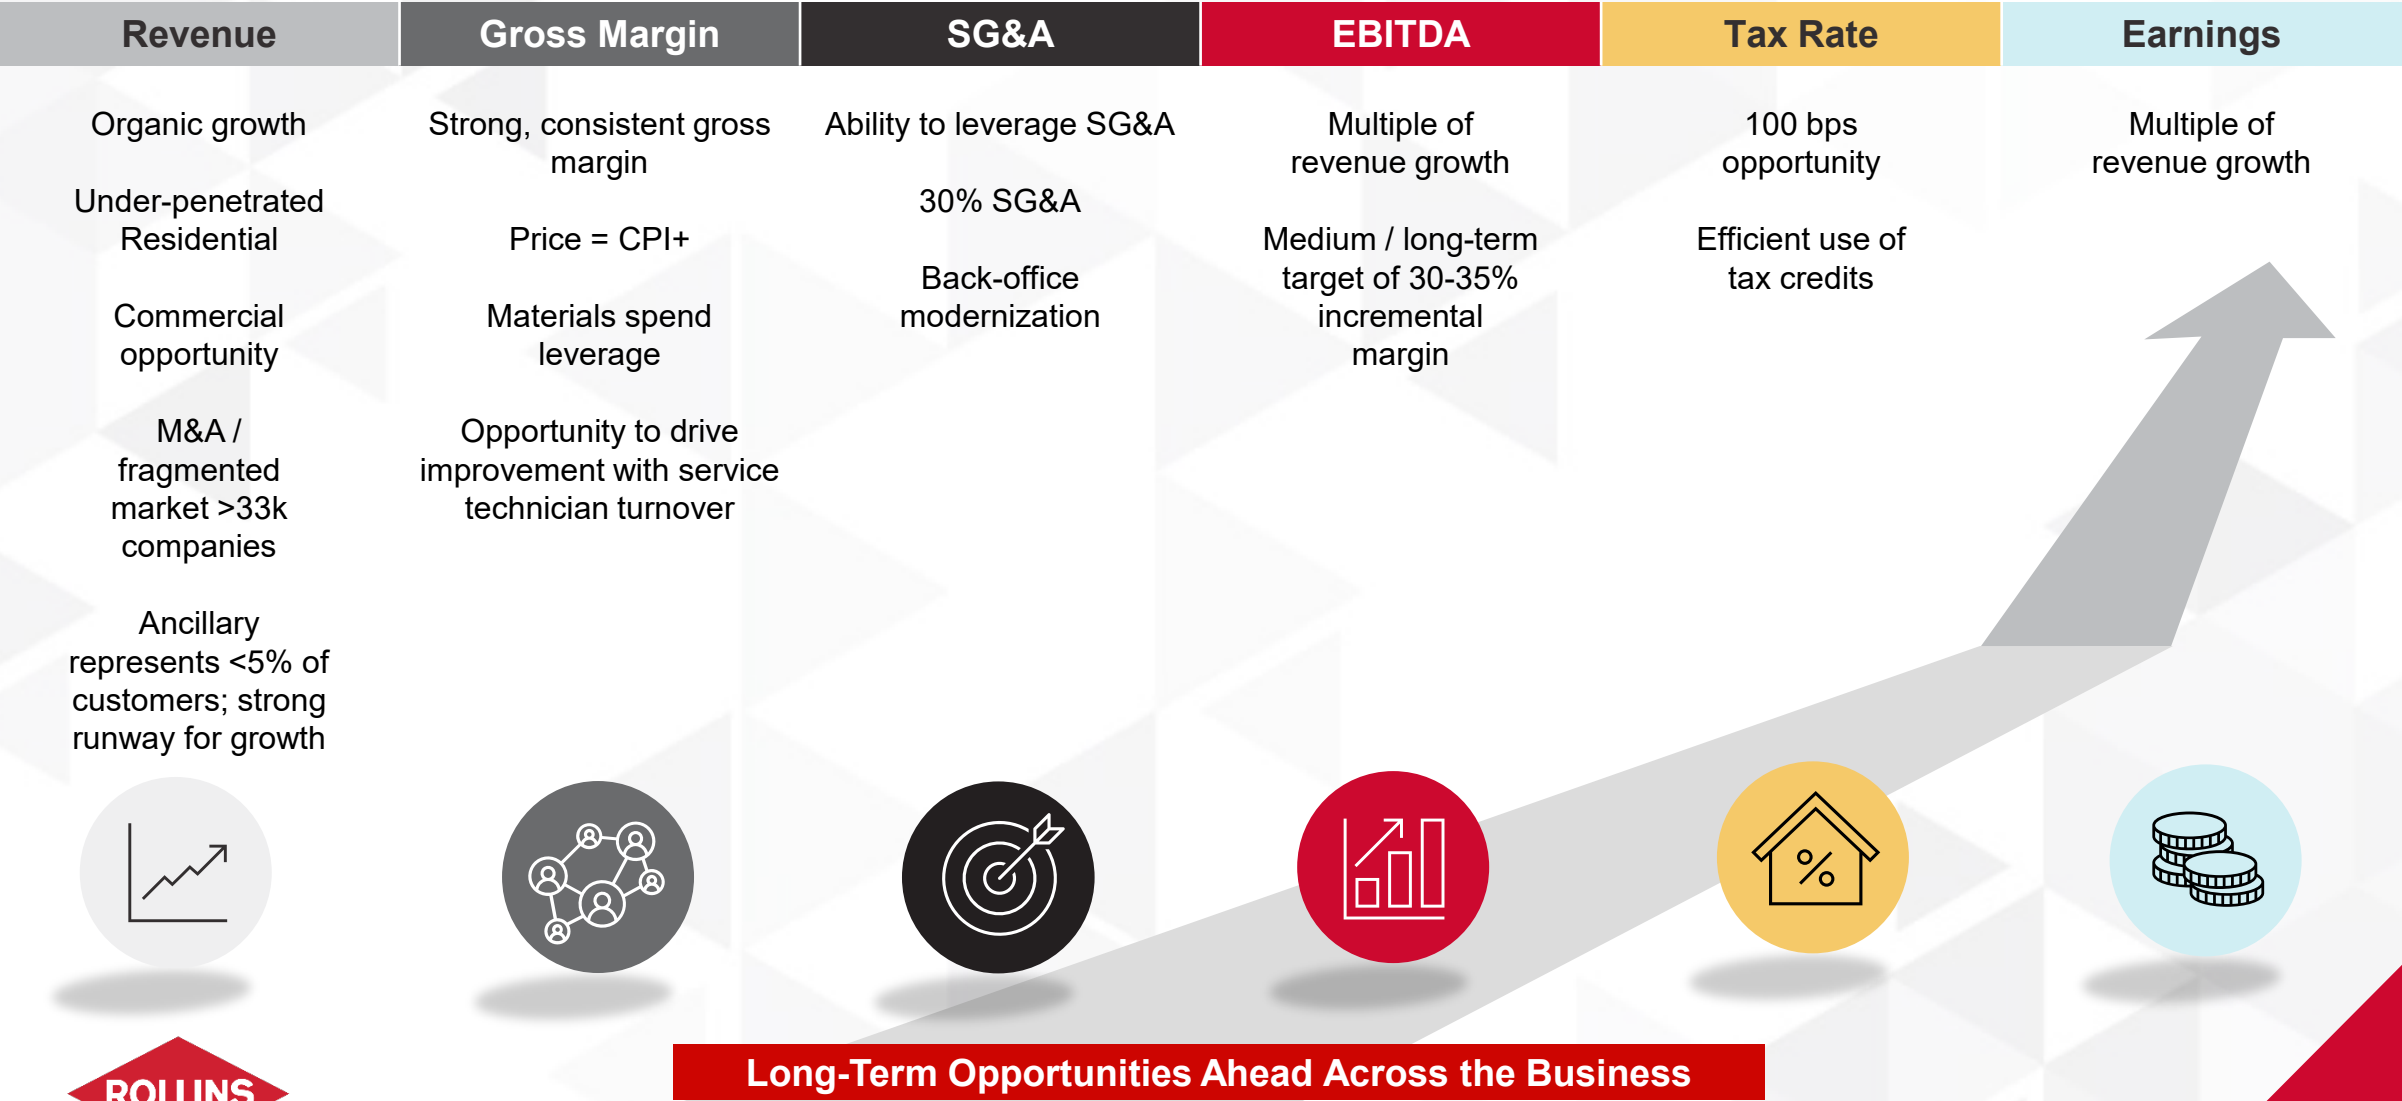 Revenue
Gross Margin
SG&A
EBITDA
Tax Rate
Earnings
Organic growth
Under-penetrated
Residential
Commercial
opportunity
M&A /
fragmented
market >33k
companies
Ancillary
represents <5% of
customers; strong
runway for growth
Strong, consistent gross
margin
Price = CPI+
Materials spend
leverage
Opportunity to drive
improvement with service
technician turnover
Ability to leverage SG&A
30% SG&A
Back-office
modernization
Multiple of
revenue growth
Medium / long-term
target of 30-35%
incremental
margin
100 bps
opportunity
Efficient use of
tax credits
Multiple of
revenue growth
%
ROLLINS
Long-Term Opportunities Ahead Across the Business